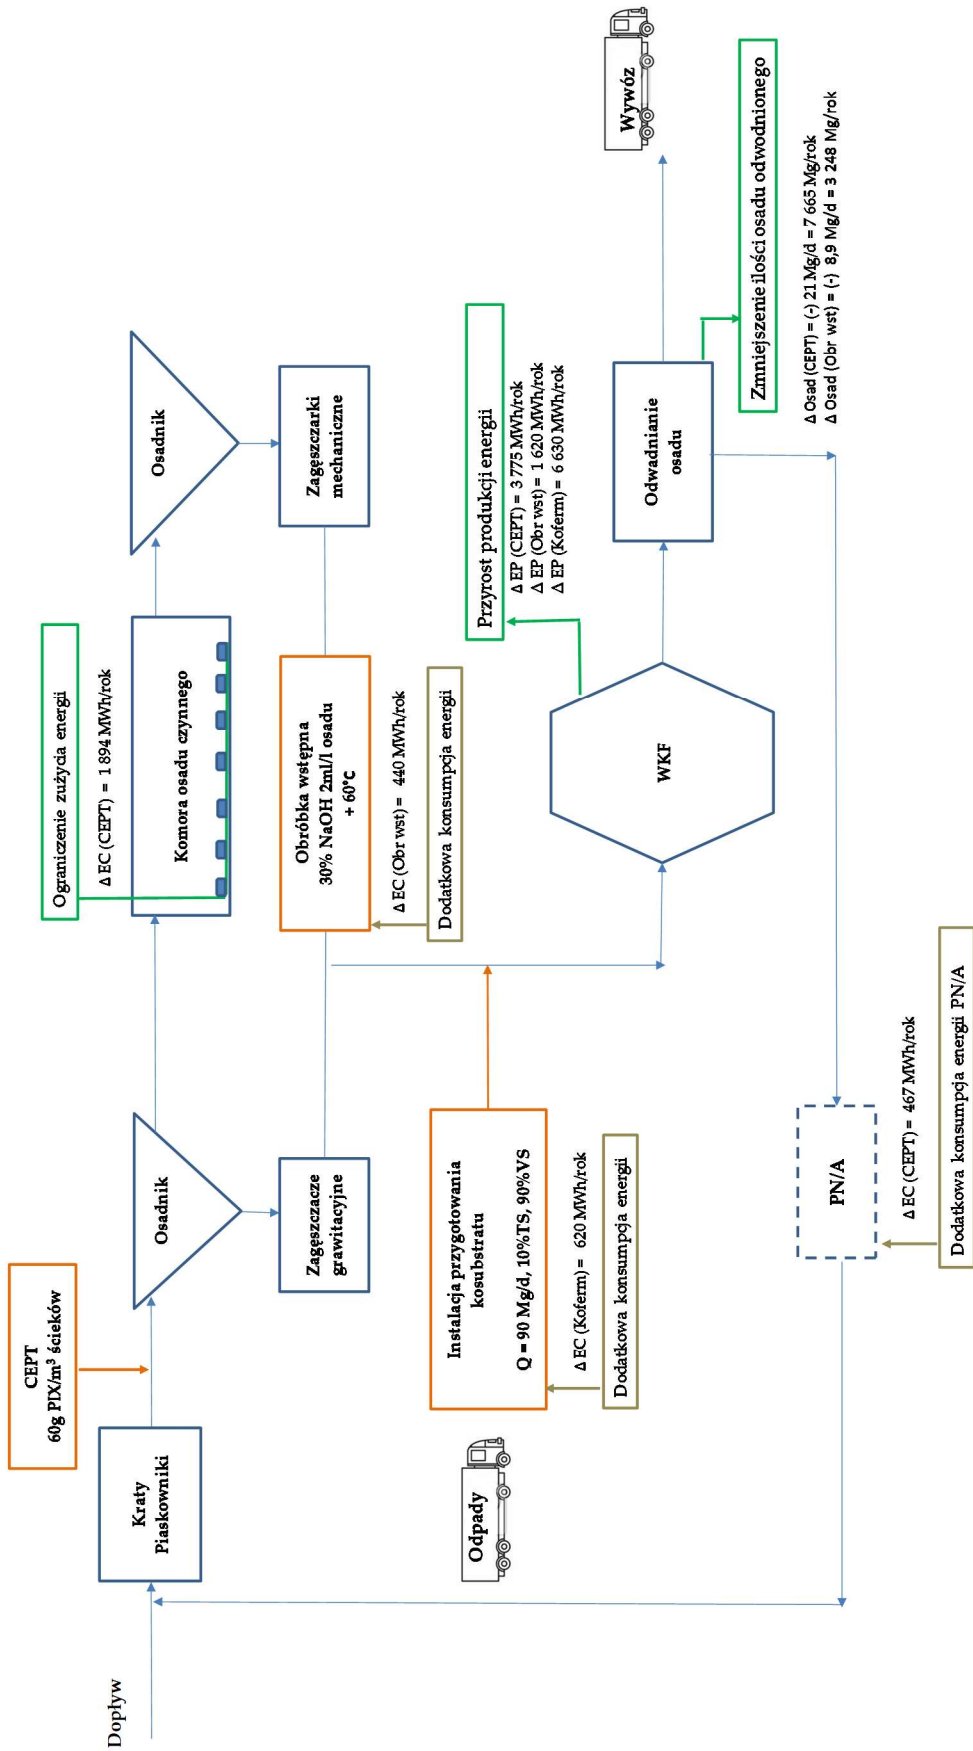 Dopływ
Kraty
Piaskowniki
CEPT
60g PIX/m³ ścieków
Osadnik
Ograniczenie zużycia energii
Δ EC (CEPT) = 1 894 MWh/rok
Komora osadu czynnego
Osadnik
Zagęszczacze
grawitacyjne
Obróbka wstępna
30% NaOH 2ml/l osadu
+ 60°C
Δ EC (Obr wst) = 440 MWh/rok
Dodatkowa konsumpcja energii
Zagęszczarki
mechaniczne
Odpady
Instalacja przygotowania
kosubstratu
Q = 90 Mg/d, 10%TS, 90%VS
Δ EC (Koferm) = 620 MWh/rok
Dodatkowa konsumpcja energii
WKF
Przyrost produkcji energii
Δ EP (CEPT) = 3 775 MWh/rok
Δ EP (Obr wst) = 1 620 MWh/rok
Δ EP (Koferm) = 6 630 MWh/rok
Odwadnianie
osadu
Wywóz
Zmniejszenie ilości osadu odwodnionego
Δ Osad (CEPT) = (-) 21 Mg/d = 7 665 Mg/rok
Δ Osad (Obr wst) = (-) 8,9 Mg/d = 3 248 Mg/rok
PN/A
Δ EC (CEPT) = 467 MWh/rok
Dodatkowa konsumpcja energii PN/A